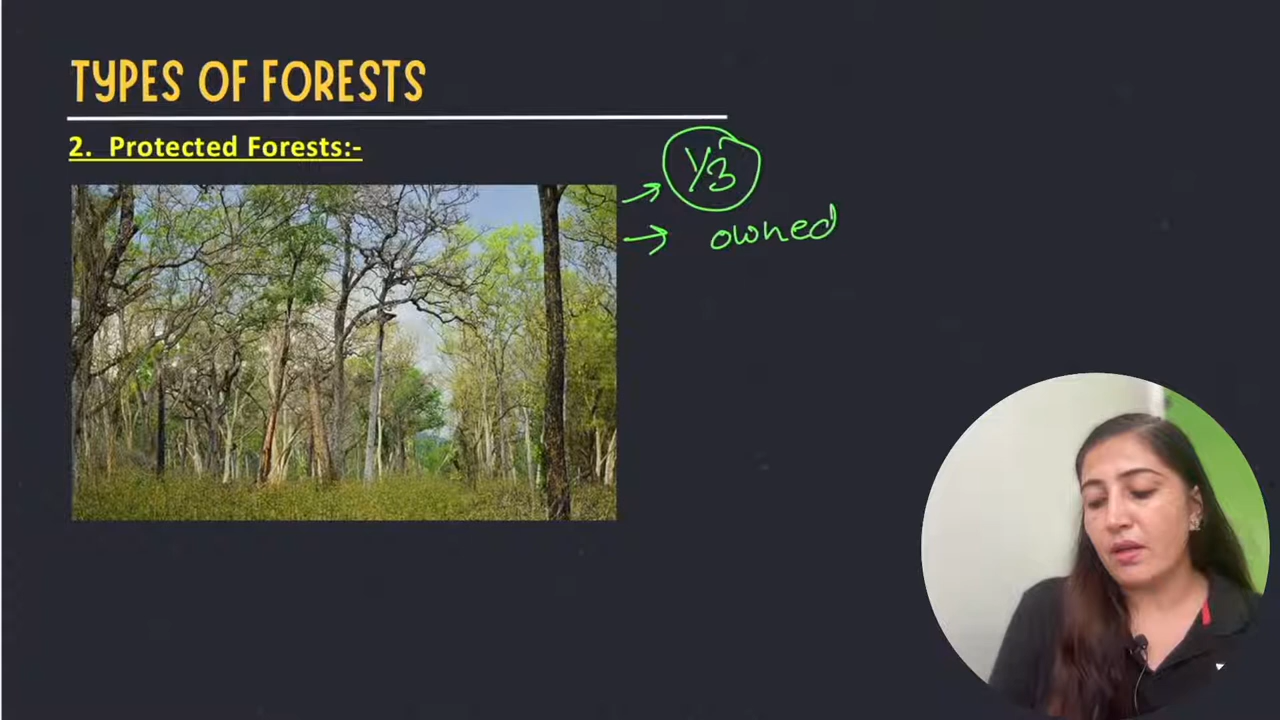 TYPES OF FORESTS
2. Protected Forests:-
→ 1/3
→ owned